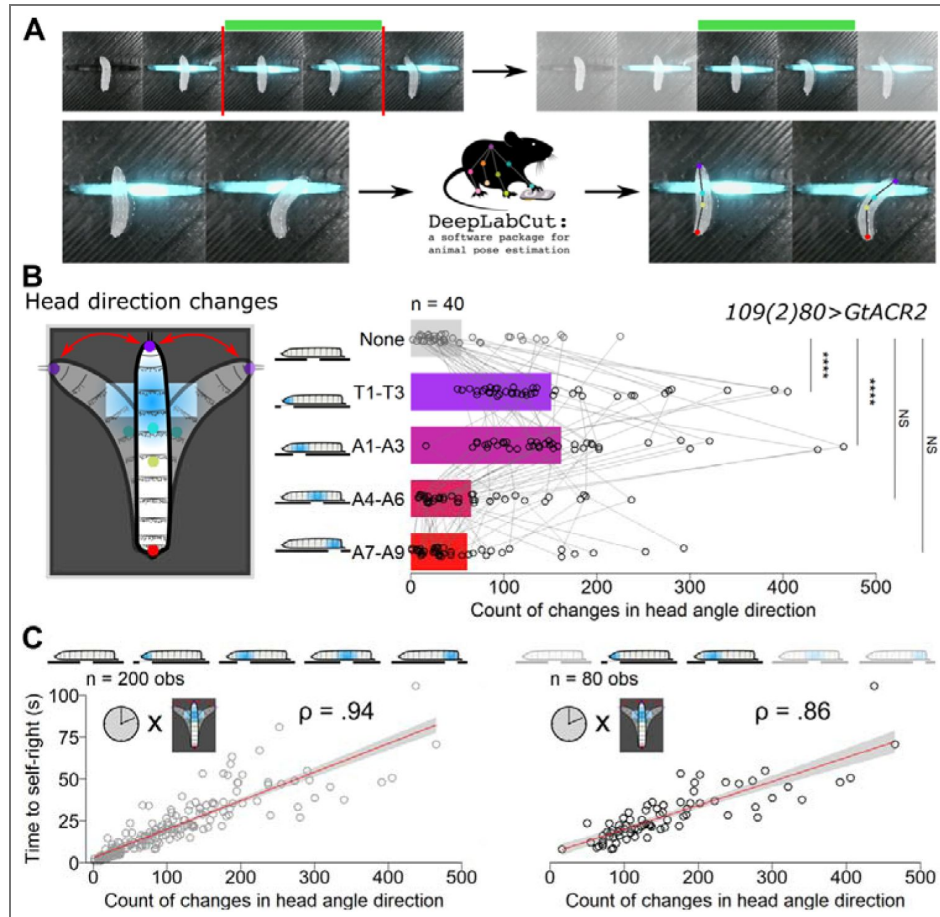 A
DeepLabCut:
a software package for
animal pose estimation
B
Head direction changes
n = 40
109(2)80>GtACR2
None
T1-T3
A1-A3
A4-A6
A7-A9
****
****
NS
NS
0 100 200 300 400 500
Count of changes in head angle direction
C
n = 200 obs
n = 80 obs
X
ρ = .94
X
ρ = .86
Time to self-right (s)
100
75
50
25
0
0 100 200 300 400 500
Count of changes in head angle direction
0 100 200 300 400 500
Count of changes in head angle direction